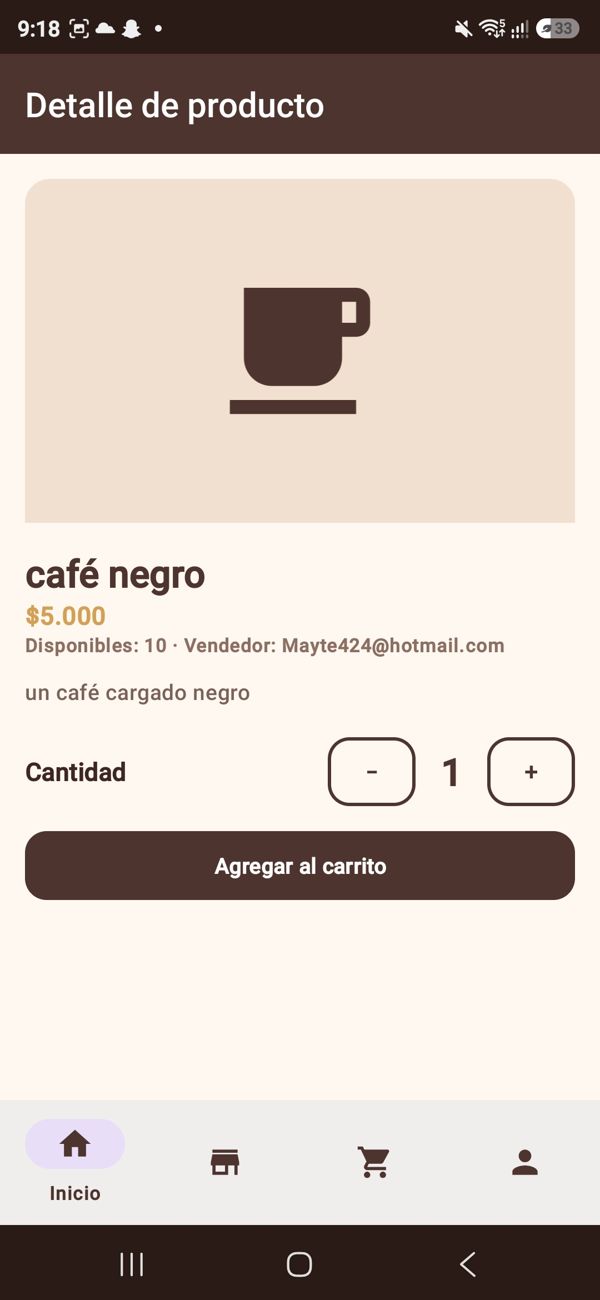 9:18
5
33
Detalle de producto
café negro
$5.000
Disponibles: 10 · Vendedor: Mayte424@hotmail.com
un café cargado negro
Cantidad
−
1
+
Agregar al carrito
Inicio